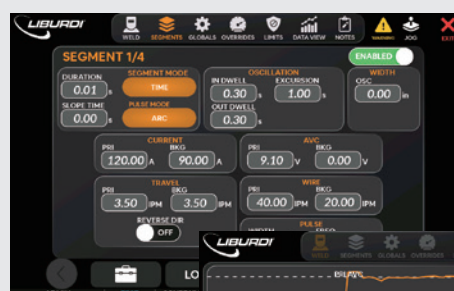 LIBURDI
WELD SEGMENTS GLOBALS OVERRIDES LIMITS DATA VIEW NOTES JOG EXIT
SEGMENT 1/4
ENABLED
DURATION
0.01 s
SEGMENT MODE
TIME
SLOPE TIME
0.00 s
PULSE MODE
ARC
OSCILLATION
IN DWELL
0.30 s
EXCURSION
1.00 s
OUT DWELL
0.30 s
WIDTH
OSC
0.00 in
CURRENT
PRI BKG
120.00 A 90.00 A
AVC
PRI BKG
9.10 V 0.00 V
TRAVEL
PRI BKG
3.50 IPM 3.50 IPM
REVERSE DIR
OFF
WIRE
PRI BKG
40.00 IPM 20.00 IPM
PULSE
LO
LIBURDI
WELD SEGMENTS GLOBALS OVERRIDES